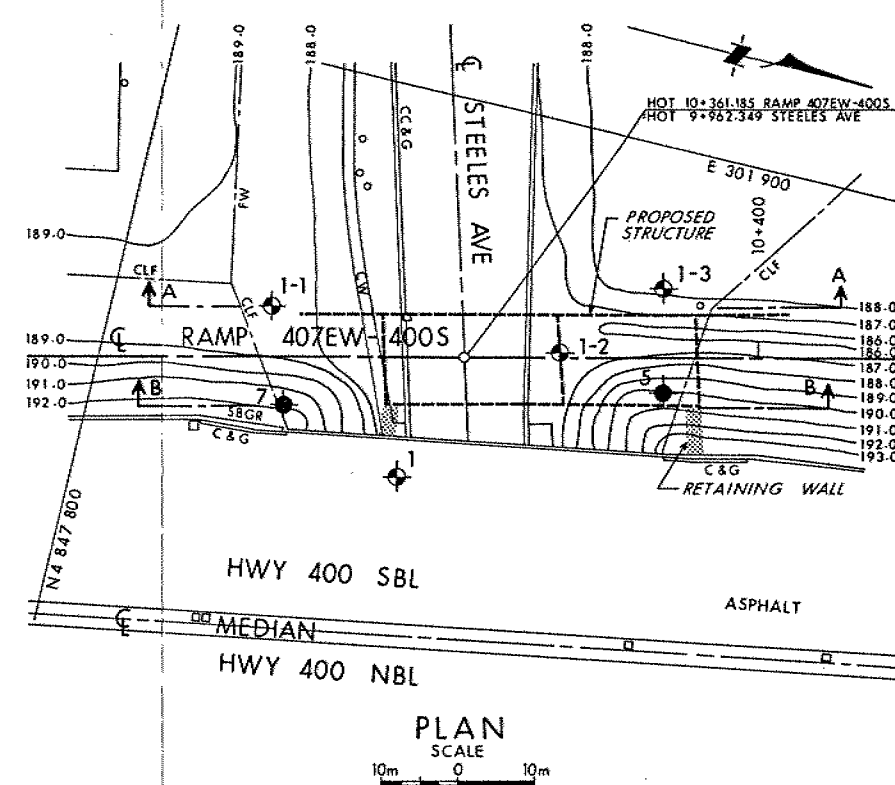 189.0
188.0
188.0
℄ STEELES AVE
CC&G
HOT 10+361.185 RAMP 407EW-400S
HOT 9+962.349 STEELES AVE
E 301 900
FW
PROPOSED
STRUCTURE
10+400
CLF
189.0
CLF
A
1-1
CLF
CW
1-3
A
188.0
187.0
186.0
186.0
187.0
188.0
189.0
190.0
191.0
192.0
193.0
℄ RAMP 407EW-400S
1-2
189.0
190.0
191.0
192.0
B
7
5
B
SBGR
C&G
1
C&G
RETAINING WALL
N4 847 800
HWY 400 SBL
ASPHALT
℄ MEDIAN
HWY 400 NBL
PLAN
SCALE
10m 0 10m